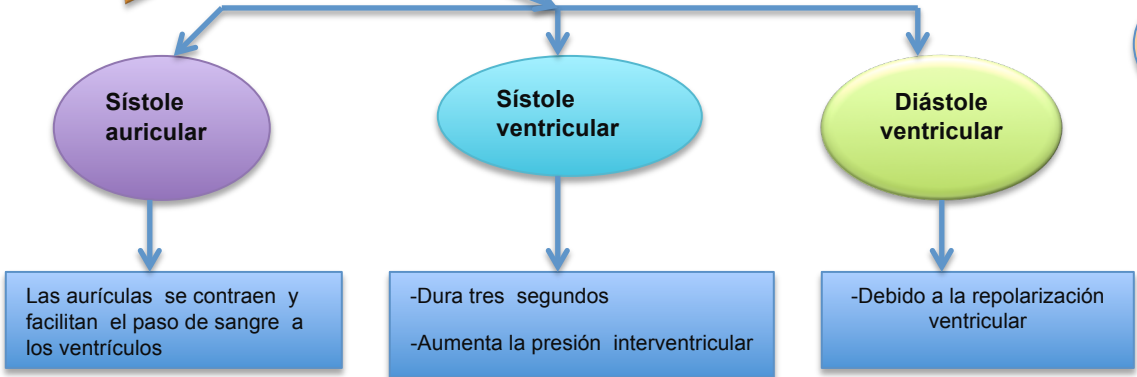 Sístole
auricular
Sístole
ventricular
Diástole
ventricular
Las aurículas se contraen y
facilitan el paso de sangre a
los ventrículos
-Dura tres segundos
-Aumenta la presión interventricular
-Debido a la repolarización
ventricular